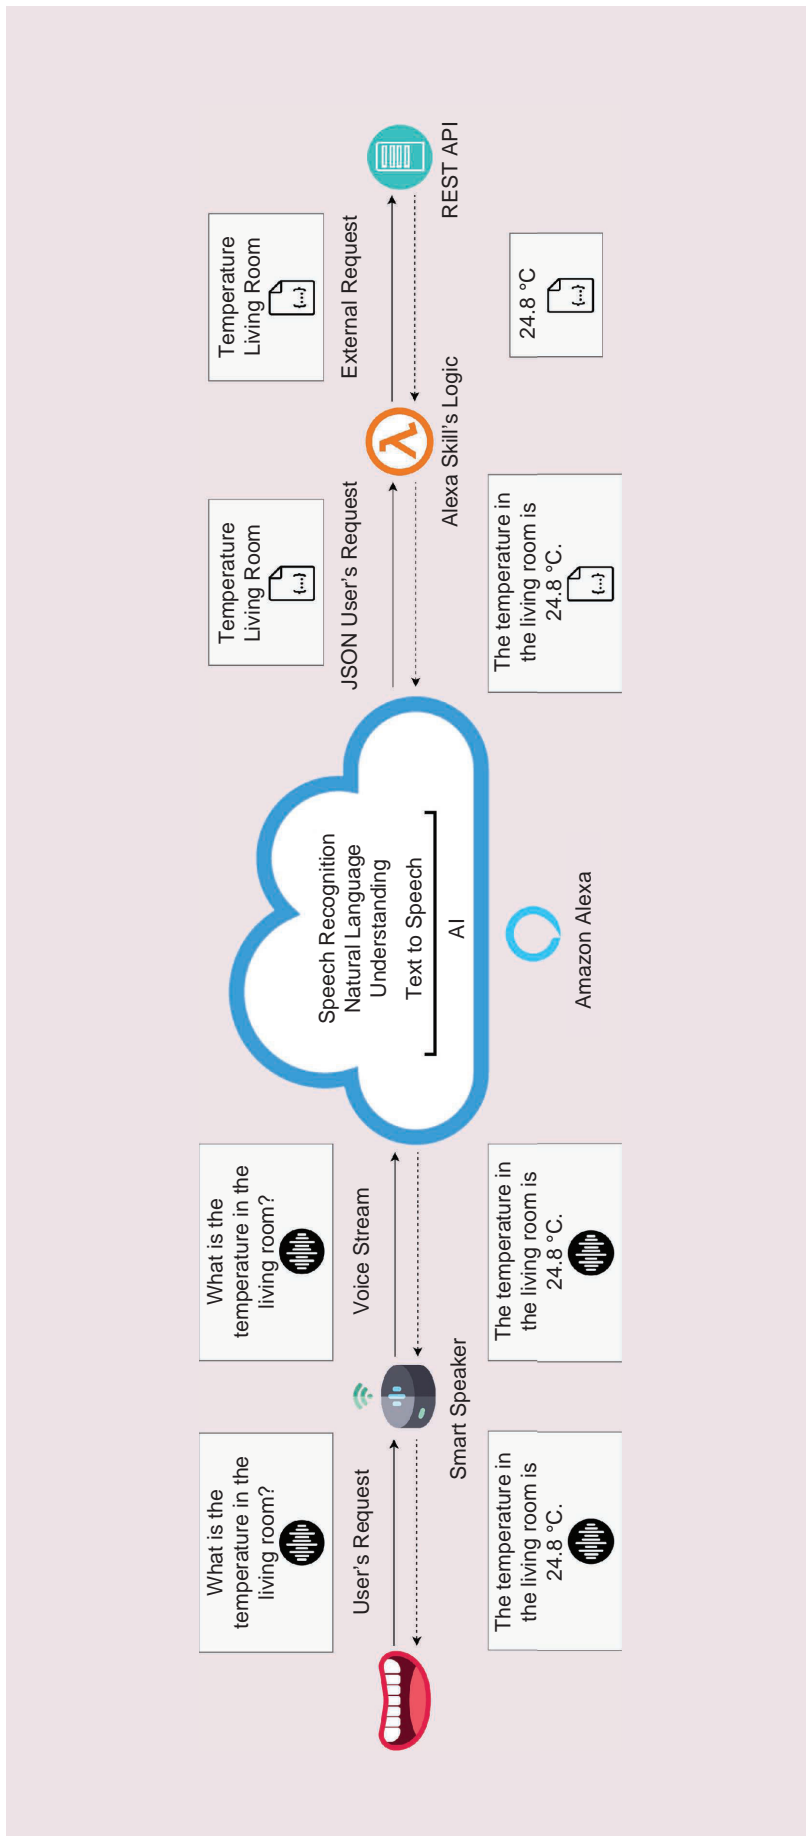 What is the
temperature in the
living room?
What is the
temperature in the
living room?
Temperature
Living Room
{...}
Temperature
Living Room
{...}
User's Request
Voice Stream
JSON User's Request
External Request
Speech Recognition
Natural Language
Understanding
Text to Speech
AI
Smart Speaker
Amazon Alexa
Alexa Skill's Logic
REST API
The temperature in
the living room is
24.8 °C.
The temperature in
the living room is
24.8 °C.
The temperature in
the living room is
24.8 °C.
{...}
24.8 °C
{...}